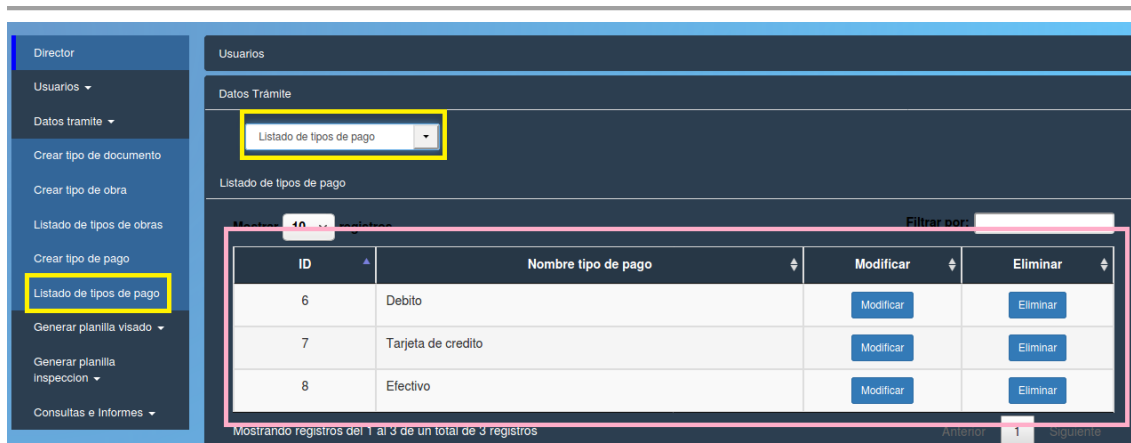 Director
Usuarios
Datos tramite
Crear tipo de documento
Crear tipo de obra
Listado de tipos de obras
Crear tipo de pago
Listado de tipos de pago
Generar planilla visado
Generar planilla
inspeccion
Consultas e Informes
Usuarios
Datos Trámite
Listado de tipos de pago
Listado de tipos de pago
Mostrar 10 registros
Filtrar por:
ID Nombre tipo de pago Modificar Eliminar
6 Debito Modificar Eliminar
7 Tarjeta de credito Modificar Eliminar
8 Efectivo Modificar Eliminar
Mostrando registros del 1 al 3 de un total de 3 registros
Anterior 1 Siguiente